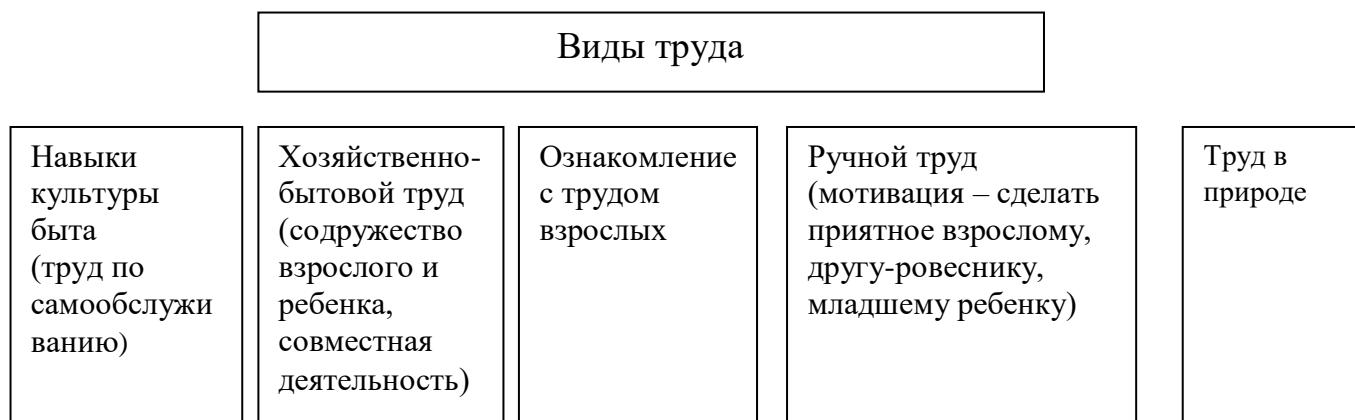 Виды труда
Навыки
культуры
быта
(труд по
самообслужи
ванию)
Хозяйственно-
бытовой труд
(содружество
взрослого и
ребенка,
совместная
деятельность)
Ознакомление
с трудом
взрослых
Ручной труд
(мотивация – сделать
приятное взрослому,
другу-ровеснику,
младшему ребенку)
Труд в
природе